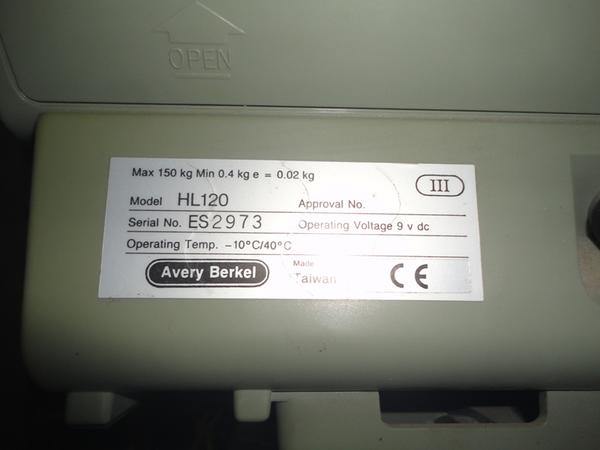 OPEN
Max 150 kg Min 0.4 kg e = 0.02 kg
III
Model HL120 Approval No.
Serial No. ES2973 Operating Voltage 9 v dc
Operating Temp. -10°C/40°C
Avery Berkel
Made
Taiwan
CE